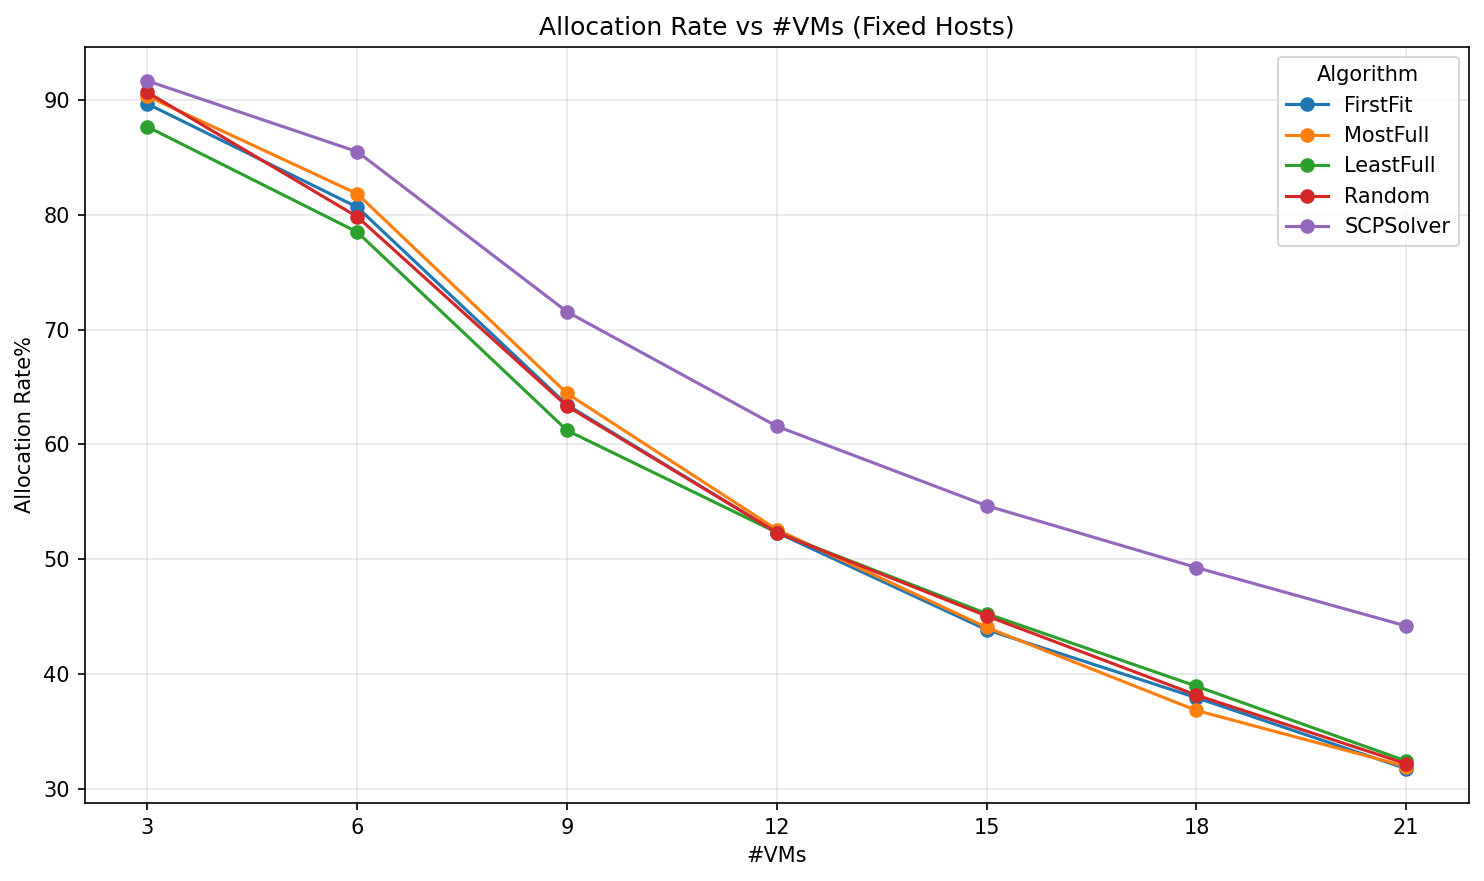 Allocation Rate vs #VMs (Fixed Hosts)
Algorithm
FirstFit
MostFull
LeastFull
Random
SCPSolver
Allocation Rate%
90
80
70
60
50
40
30
3 6 9 12 15 18 21
#VMs